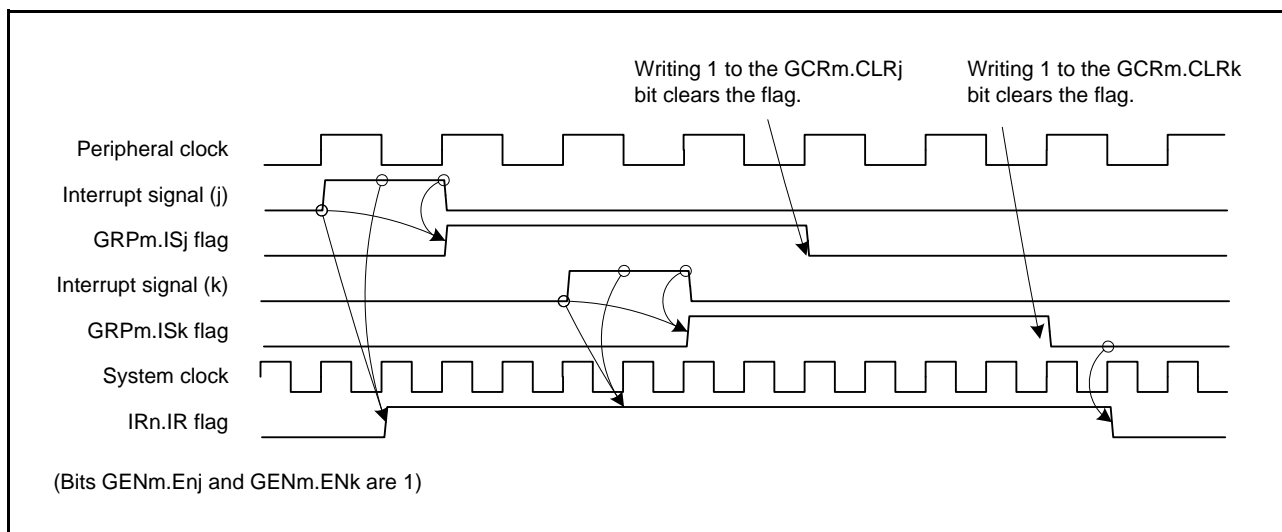 Writing 1 to the GCRm.CLRj
bit clears the flag.
Writing 1 to the GCRm.CLRk
bit clears the flag.
Peripheral clock
Interrupt signal (j)
GRPm.ISj flag
Interrupt signal (k)
GRPm.ISk flag
System clock
IRn.IR flag
(Bits GENm.Enj and GENm.ENk are 1)